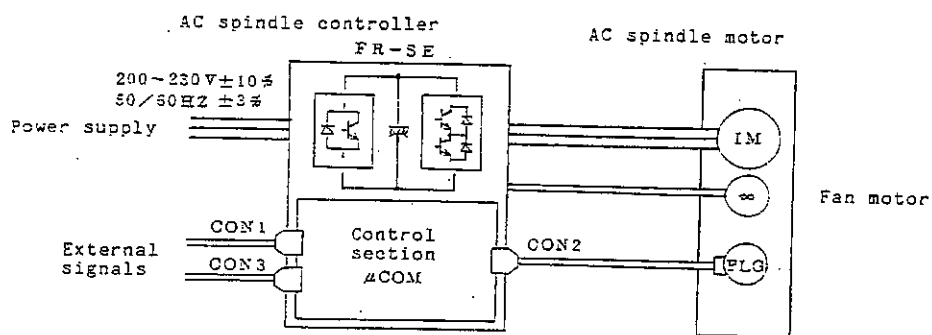 AC spindle controller
FR-SE
AC spindle motor
200~230V±10%
50/60HZ ±3%
Power supply
IM
∞
Fan motor
External
signals
CON1
CON3
Control
section
μCOM
CON2
PLG